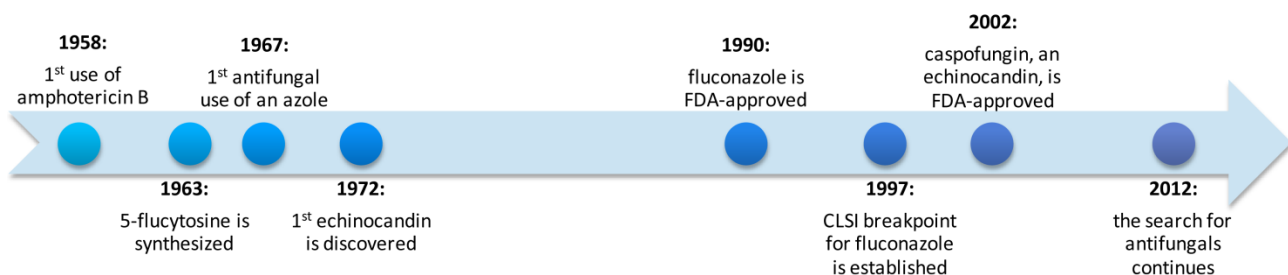 1958:
1st use of
amphotericin B
1963:
5-flucytosine is
synthesized
1967:
1st antifungal
use of an azole
1972:
1st echinocandin
is discovered
1990:
fluconazole is
FDA-approved
1997:
CLSI breakpoint
for fluconazole
is established
2002:
caspofungin, an
echinocandin, is
FDA-approved
2012:
the search for
antifungals
continues